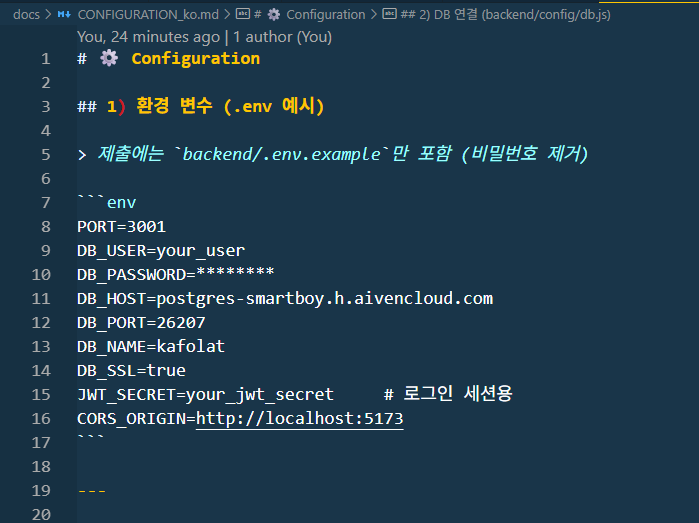 docs > CONFIGURATION_ko.md > # ⚙ Configuration > ## 2) DB 연결 (backend/config/db.js)
You, 24 minutes ago | 1 author (You)
1 # ⚙ Configuration
2
3 ## 1) 환경 변수 (.env 예시)
4
5 > 제출에는 `backend/.env.example`만 포함 (비밀번호 제거)
6
7 ```env
8 PORT=3001
9 DB_USER=your_user
10 DB_PASSWORD=********
11 DB_HOST=postgres-smartboy.h.aivencloud.com
12 DB_PORT=26207
13 DB_NAME=kafolat
14 DB_SSL=true
15 JWT_SECRET=your_jwt_secret     # 로그인 세션용
16 CORS_ORIGIN=http://localhost:5173
17 ```
18
19 ---
20